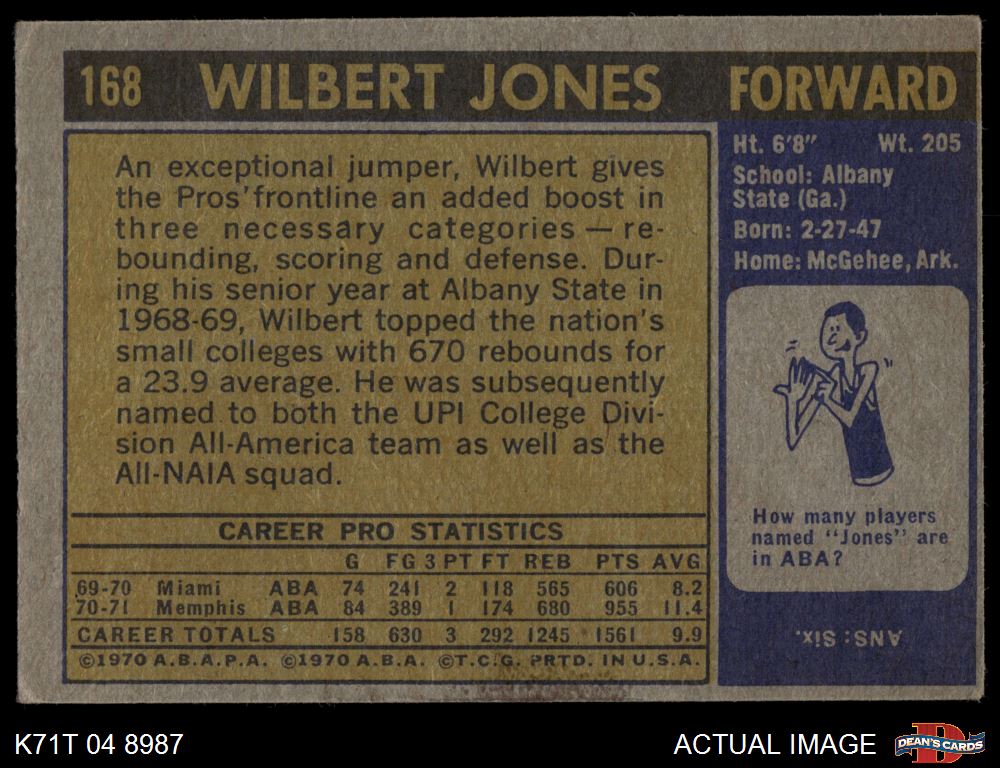 168 WILBERT JONES FORWARD
An exceptional jumper, Wilbert gives
the Pros' frontline an added boost in
three necessary categories — re-
bounding, scoring and defense. Dur-
ing his senior year at Albany State in
1968-69, Wilbert topped the nation's
small colleges with 670 rebounds for
a 23.9 average. He was subsequently
named to both the UPI College Divi-
sion All-America team as well as the
All-NAIA squad.
CAREER PRO STATISTICS
G FG 3 PT FT REB PTS AVG
69-70 Miami ABA 74 241 2 118 565 606 8.2
70-71 Memphis ABA 84 389 1 174 680 955 11.4
CAREER TOTALS 158 630 3 292 1245 1561 9.9
©1970 A.B.A.P.A. ©1970 A.B.A. ©T.C.G. PRTD. IN U.S.A.
Ht. 6'8" Wt. 205
School: Albany
State (Ga.)
Born: 2-27-47
Home: McGehee, Ark.
How many players
named "Jones" are
in ABA?
ANS: Six.
K71T 04 8987
ACTUAL IMAGE
D
DEAN'S CARDS